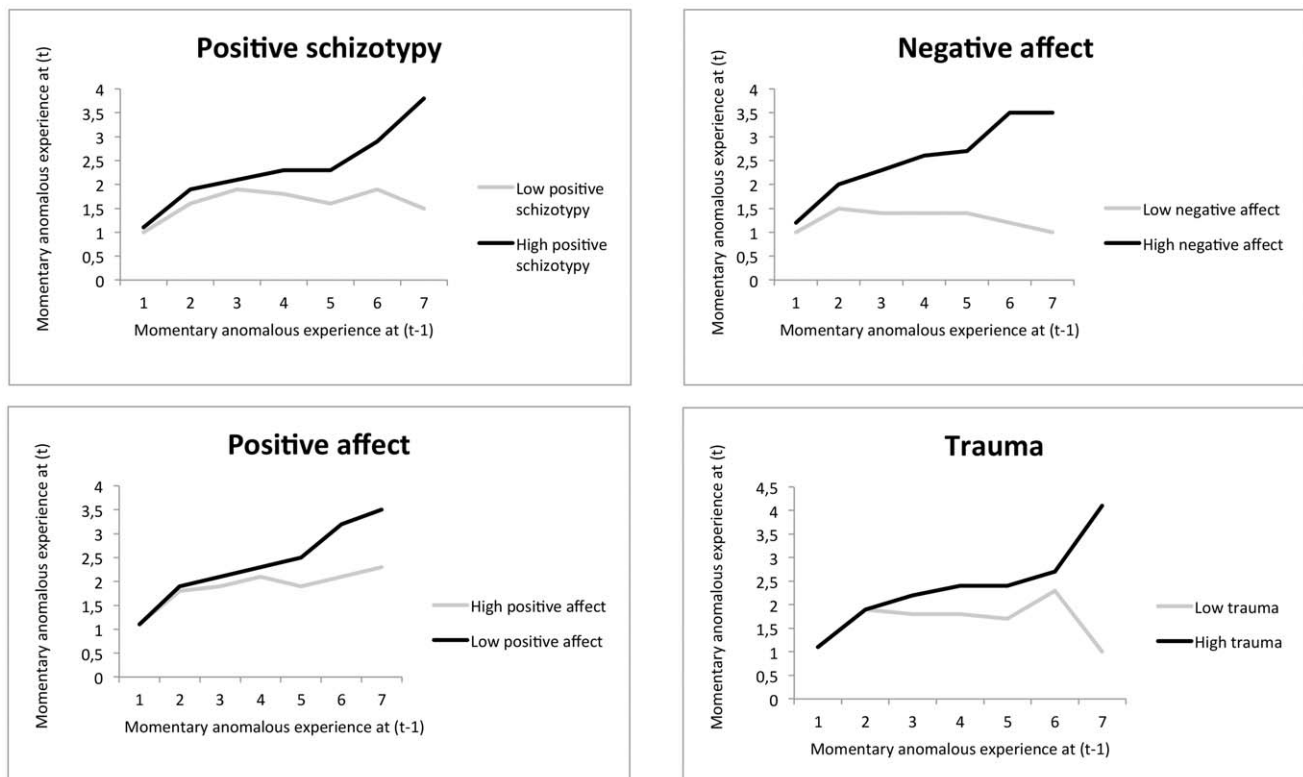 Positive schizotypy
Momentary anomalous experience at (t)
4
3,5
3
2,5
2
1,5
1
0,5
0
1 2 3 4 5 6 7
Momentary anomalous experience at (t-1)
Low positive
schizotypy
High positive
schizotypy
Negative affect
Momentary anomalous experience at (t)
4
3,5
3
2,5
2
1,5
1
0,5
0
1 2 3 4 5 6 7
Momentary anomalous experience at (t-1)
Low negative affect
High negative affect
Positive affect
Momentary anomalous experience at (t)
4
3,5
3
2,5
2
1,5
1
0,5
0
1 2 3 4 5 6 7
Momentary anomalous experience at (t-1)
High positive affect
Low positive affect
Trauma
Momentary anomalous experience at (t)
4,5
4
3,5
3
2,5
2
1,5
1
0,5
0
1 2 3 4 5 6 7
Momentary anomalous experience at (t-1)
Low trauma
High trauma